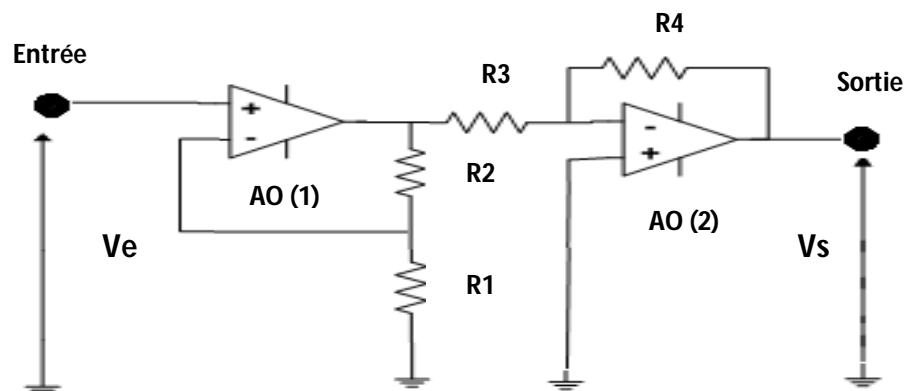 R4
Entrée
R3
Sortie
+
-
-
+
R2
AO (1)
AO (2)
Ve
Vs
R1